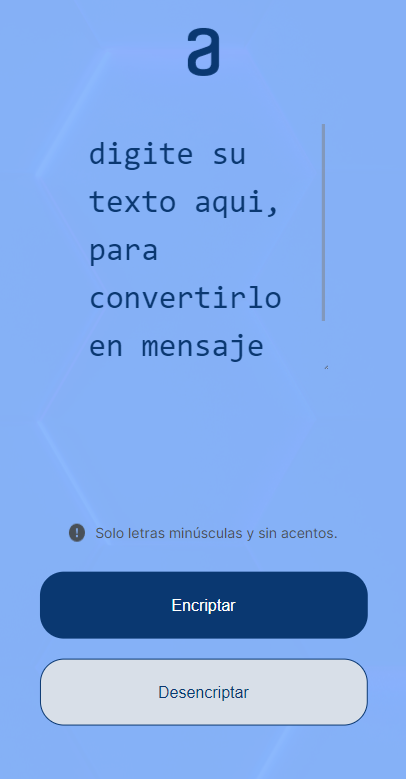 a
digite su
texto aqui,
para
convertirlo
en mensaje
Solo letras minúsculas y sin acentos.
Encriptar
Desencriptar